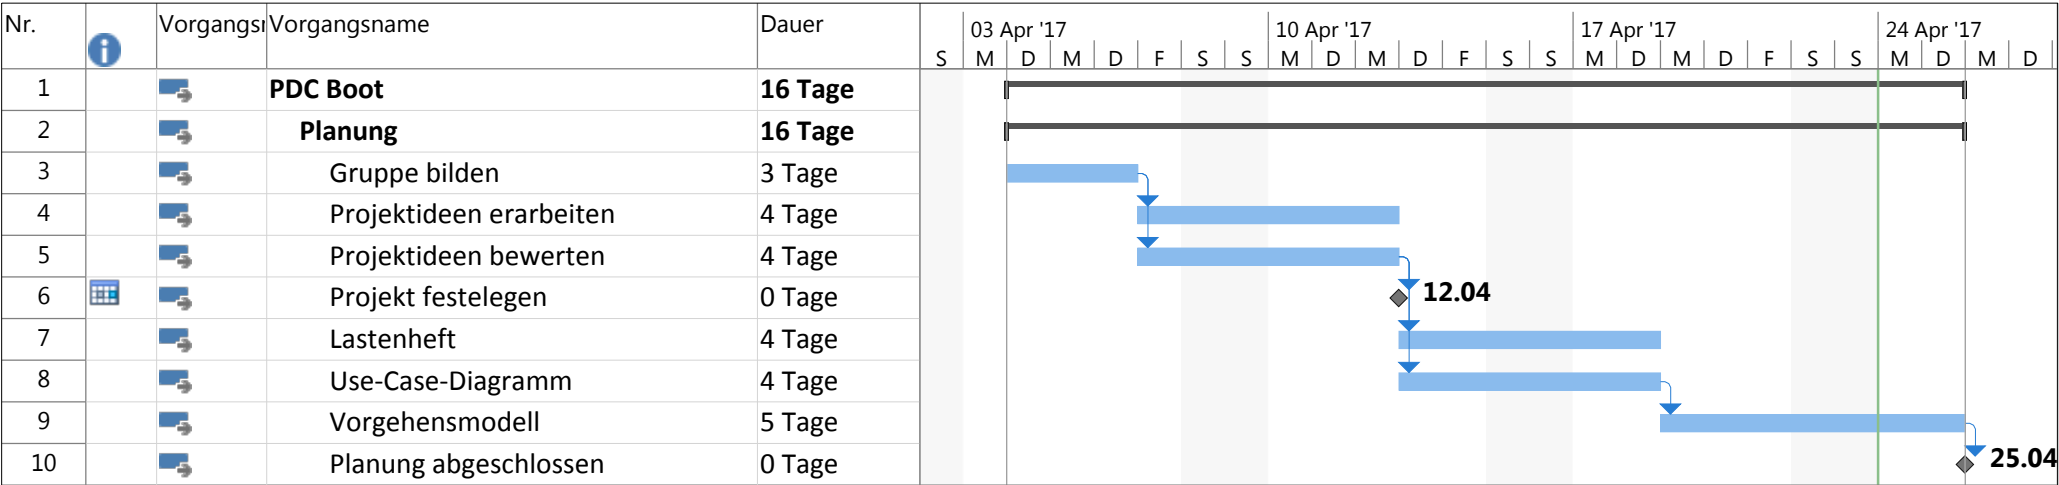 Nr. Vorgangsr Vorgangsname Dauer 03 Apr '17 10 Apr '17 17 Apr '17 24 Apr '17
S M D M D F S S M D M D F S S M D M D F S S M D M D
1 PDC Boot 16 Tage
2 Planung 16 Tage
3 Gruppe bilden 3 Tage
4 Projektideen erarbeiten 4 Tage
5 Projektideen bewerten 4 Tage
6 Projekt festelegen 0 Tage 12.04
7 Lastenheft 4 Tage
8 Use-Case-Diagramm 4 Tage
9 Vorgehensmodell 5 Tage
10 Planung abgeschlossen 0 Tage 25.04